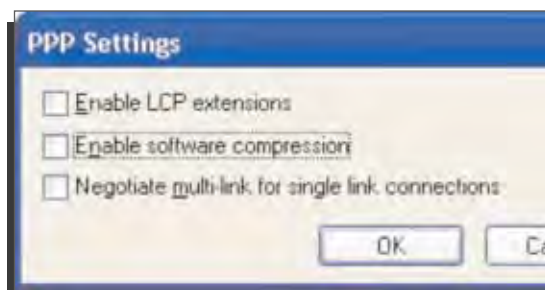 PPP Settings
Enable LCP extensions
Enable software compression
Negotiate multi-link for single link connections
OK